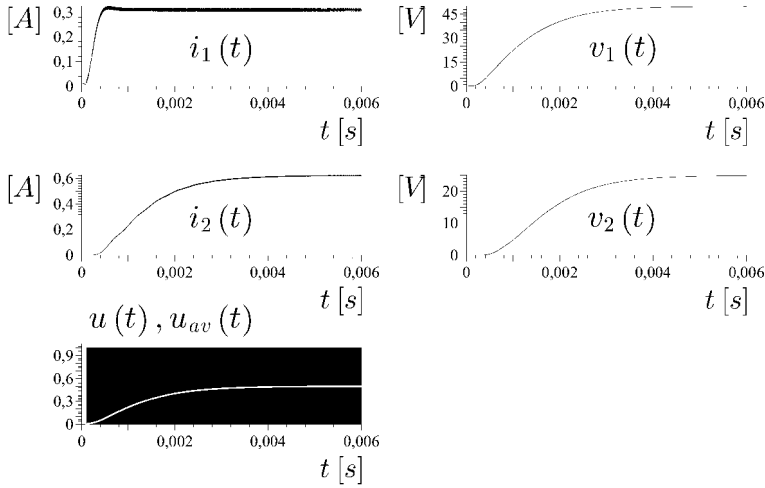 [A] 0,3 0,2 0,1 0 i₁(t) 0 0,002 0,004 0,006 t [s]
[V] 45 30 15 0 v₁(t) 0 0,002 0,004 0,006 t [s]
[A] 0,6 0,4 0,2 0 i₂(t) 0 0,002 0,004 0,006 t [s]
[V] 20 10 0 v₂(t) 0 0,002 0,004 0,006 t [s]
u(t), u_{av}(t)
0,9 0,6 0,3 0
0 0,002 0,004 0,006
t [s]